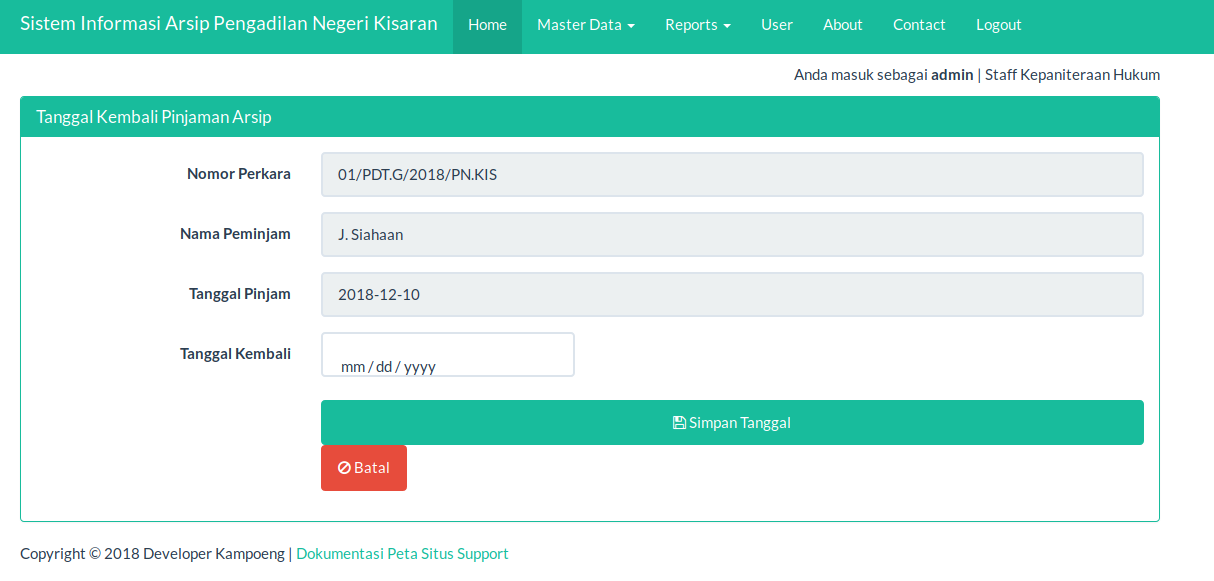 Sistem Informasi Arsip Pengadilan Negeri Kisaran Home Master Data Reports User About Contact Logout
Anda masuk sebagai admin | Staff Kepaniteraan Hukum
Tanggal Kembali Pinjaman Arsip
Nomor Perkara 01/PDT.G/2018/PN.KIS
Nama Peminjam J. Siahaan
Tanggal Pinjam 2018-12-10
Tanggal Kembali mm / dd / yyyy
Simpan Tanggal
Batal
Copyright © 2018 Developer Kampoeng | Dokumentasi Peta Situs Support